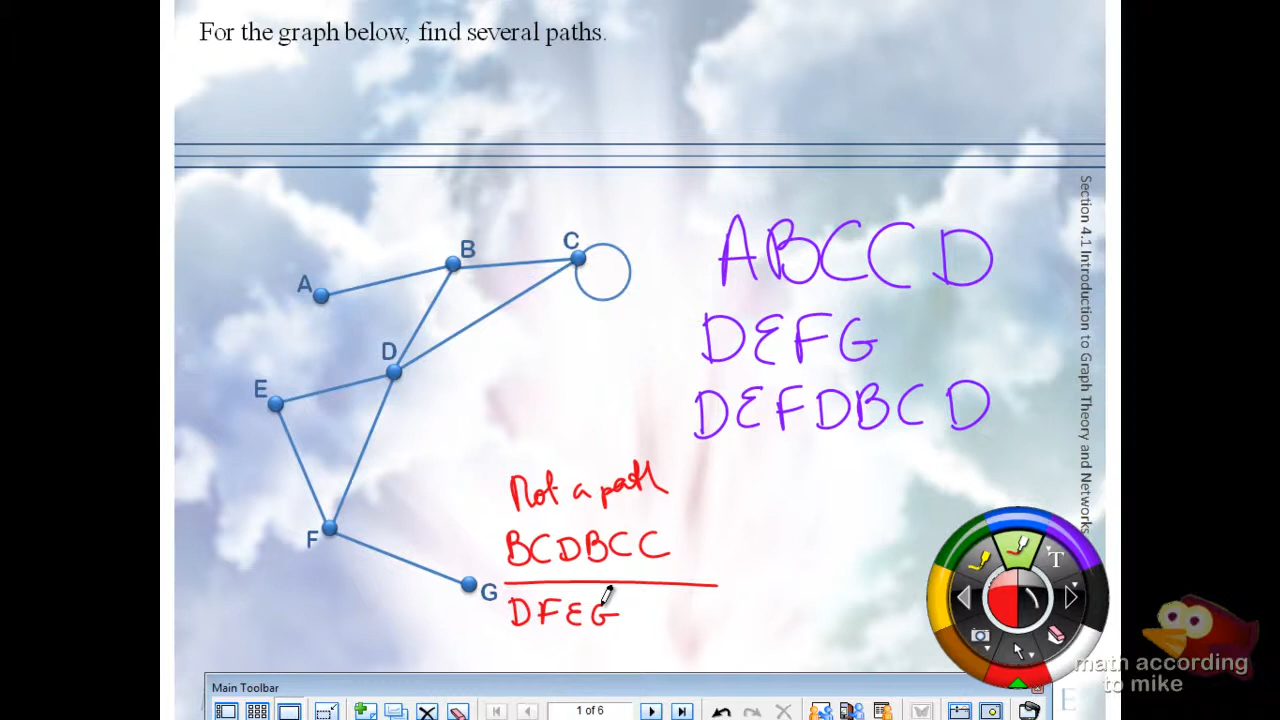 For the graph below, find several paths.
Section 4.1 Introduction to Graph Theory and Networks
A
B
C
D
E
F
G
ABCCD
DEFG
DEFDBCD
Not a path
BCDBCC
DFEG
T
math according
to mike
Main Toolbar
1 of 6